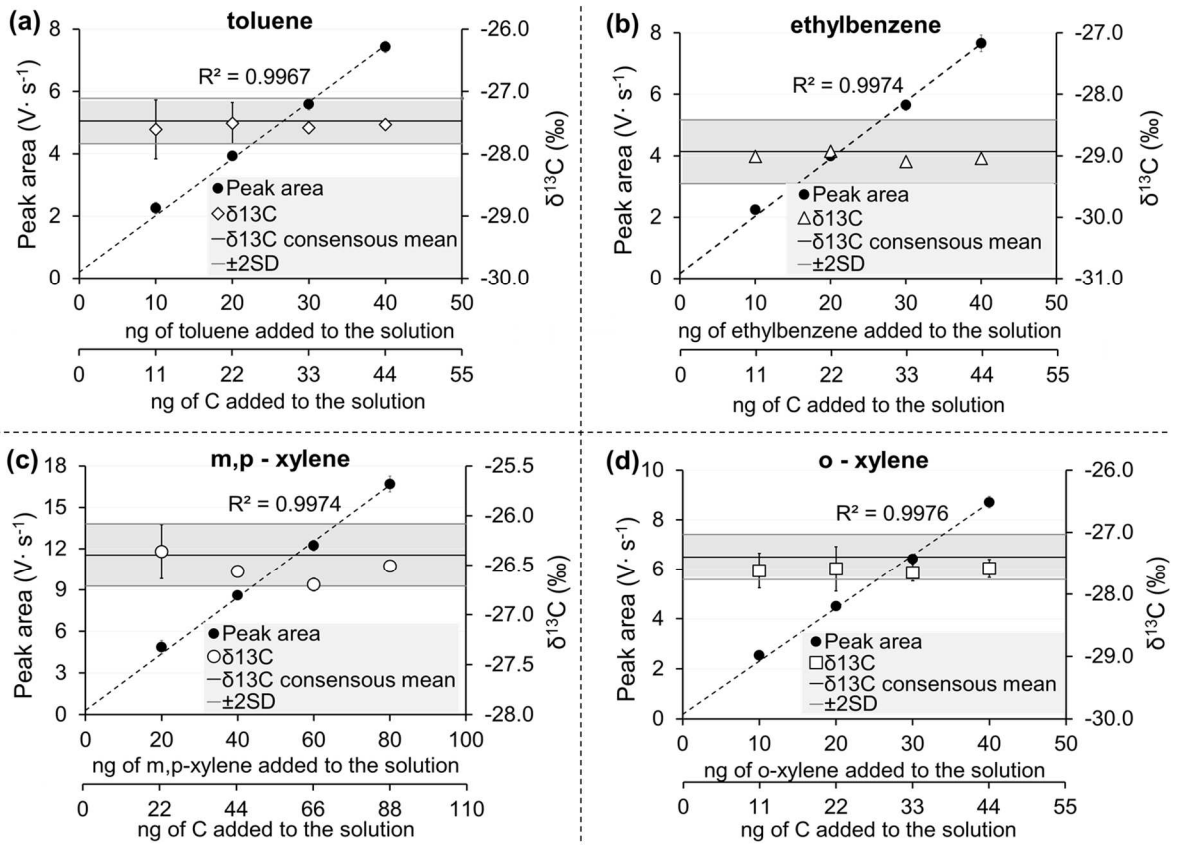 (a) toluene
8 -26.0
R² = 0.9967
6 -27.0
4 -28.0
2 -29.0
0 -30.0
Peak area (V· s⁻¹)
δ¹³C (‰)
Peak area
δ13C
δ13C consensous mean
±2SD
0 10 20 30 40 50
ng of toluene added to the solution
0 11 22 33 44 55
ng of C added to the solution
(b) ethylbenzene
8 -27.0
R² = 0.9974
6 -28.0
4 -29.0
2 -30.0
0 -31.0
Peak area (V· s⁻¹)
δ¹³C (‰)
Peak area
δ13C
δ13C consensous mean
±2SD
0 10 20 30 40 50
ng of ethylbenzene added to the solution
0 11 22 33 44 55
ng of C added to the solution
(c) m,p - xylene
18 -25.5
R² = 0.9974
15 -26.0
12 -26.5
9 -27.0
6 -27.5
3 -28.0
0
Peak area (V· s⁻¹)
δ¹³C (‰)
Peak area
δ13C
δ13C consensous mean
±2SD
0 20 40 60 80 100
ng of m,p-xylene added to the solution
0 22 44 66 88 110
ng of C added to the solution
(d) o - xylene
10 -26.0
R² = 0.9976
8 -27.0
6 -28.0
4 -29.0
2 -30.0
0
Peak area (V· s⁻¹)
δ¹³C (‰)
Peak area
δ13C
δ13C consensous mean
±2SD
0 10 20 30 40 50
ng of o-xylene added to the solution
0 11 22 33 44 55
ng of C added to the solution